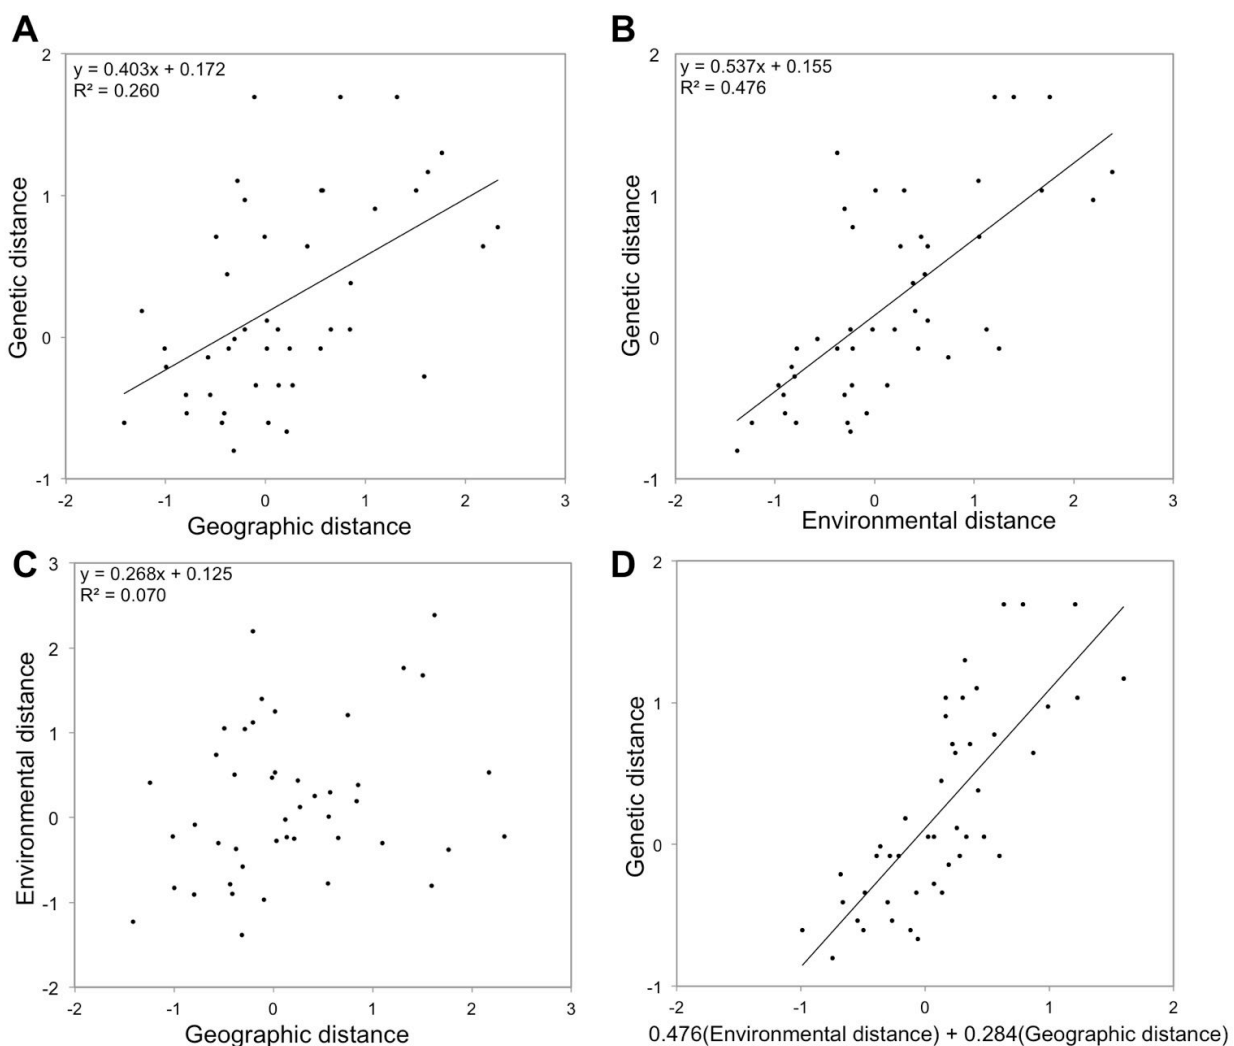 A
y = 0.403x + 0.172
R² = 0.260
2
1
0
-1
Genetic distance
-2 -1 0 1 2 3
Geographic distance
B
y = 0.537x + 0.155
R² = 0.476
2
1
0
-1
Genetic distance
-2 -1 0 1 2 3
Environmental distance
C
y = 0.268x + 0.125
R² = 0.070
3
2
1
0
-1
-2
Environmental distance
-2 -1 0 1 2 3
Geographic distance
D
2
1
0
-1
Genetic distance
-2 -1 0 1 2
0.476(Environmental distance) + 0.284(Geographic distance)